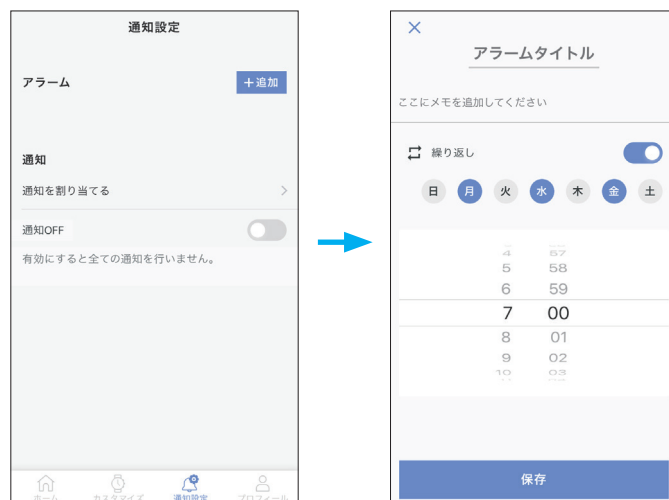 通知設定
アラーム
＋追加
通知
通知を割り当てる
通知OFF
有効にすると全ての通知を行いません。
ホーム
カスタマイズ
通知設定
プロフィール
アラームタイトル
ここにメモを追加してください
繰り返し
日 月 火 水 木 金 土
4 57
5 58
6 59
7 00
8 01
9 02
10 03
保存